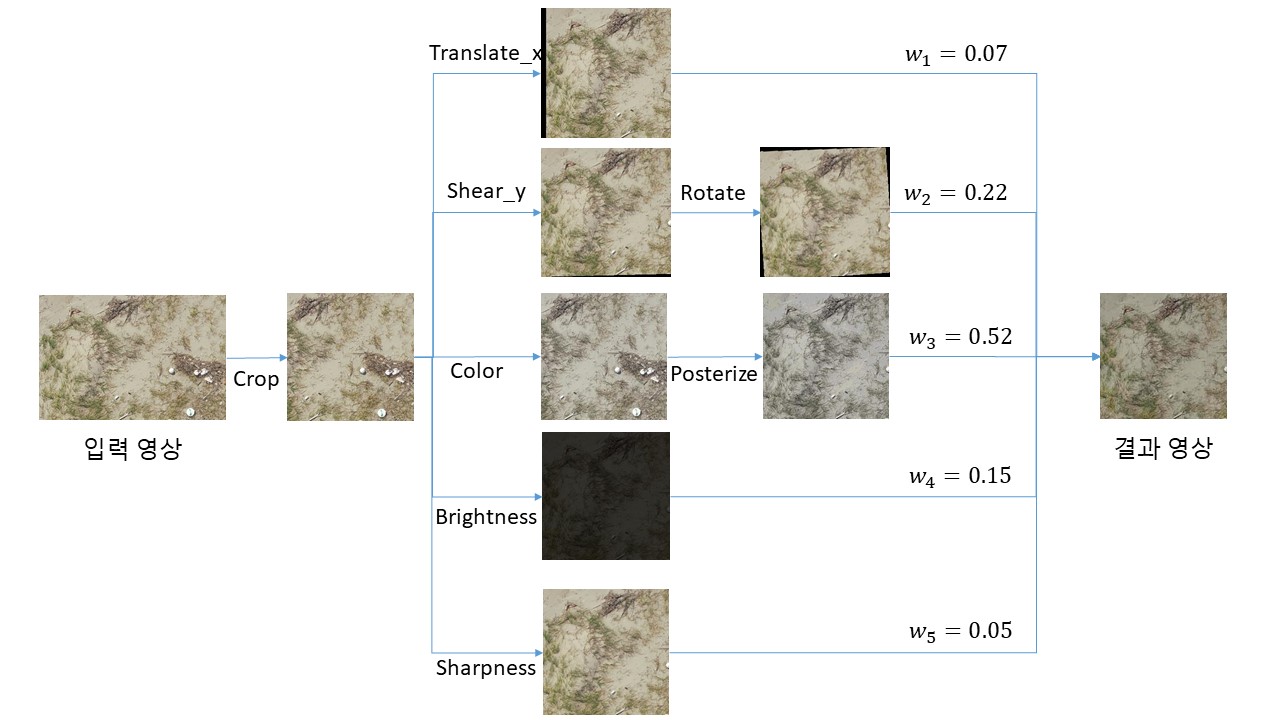 Translate_x
w₁ = 0.07
Shear_y
Rotate
w₂ = 0.22
입력 영상
Crop
Color
Posterize
w₃ = 0.52
결과 영상
Brightness
w₄ = 0.15
Sharpness
w₅ = 0.05